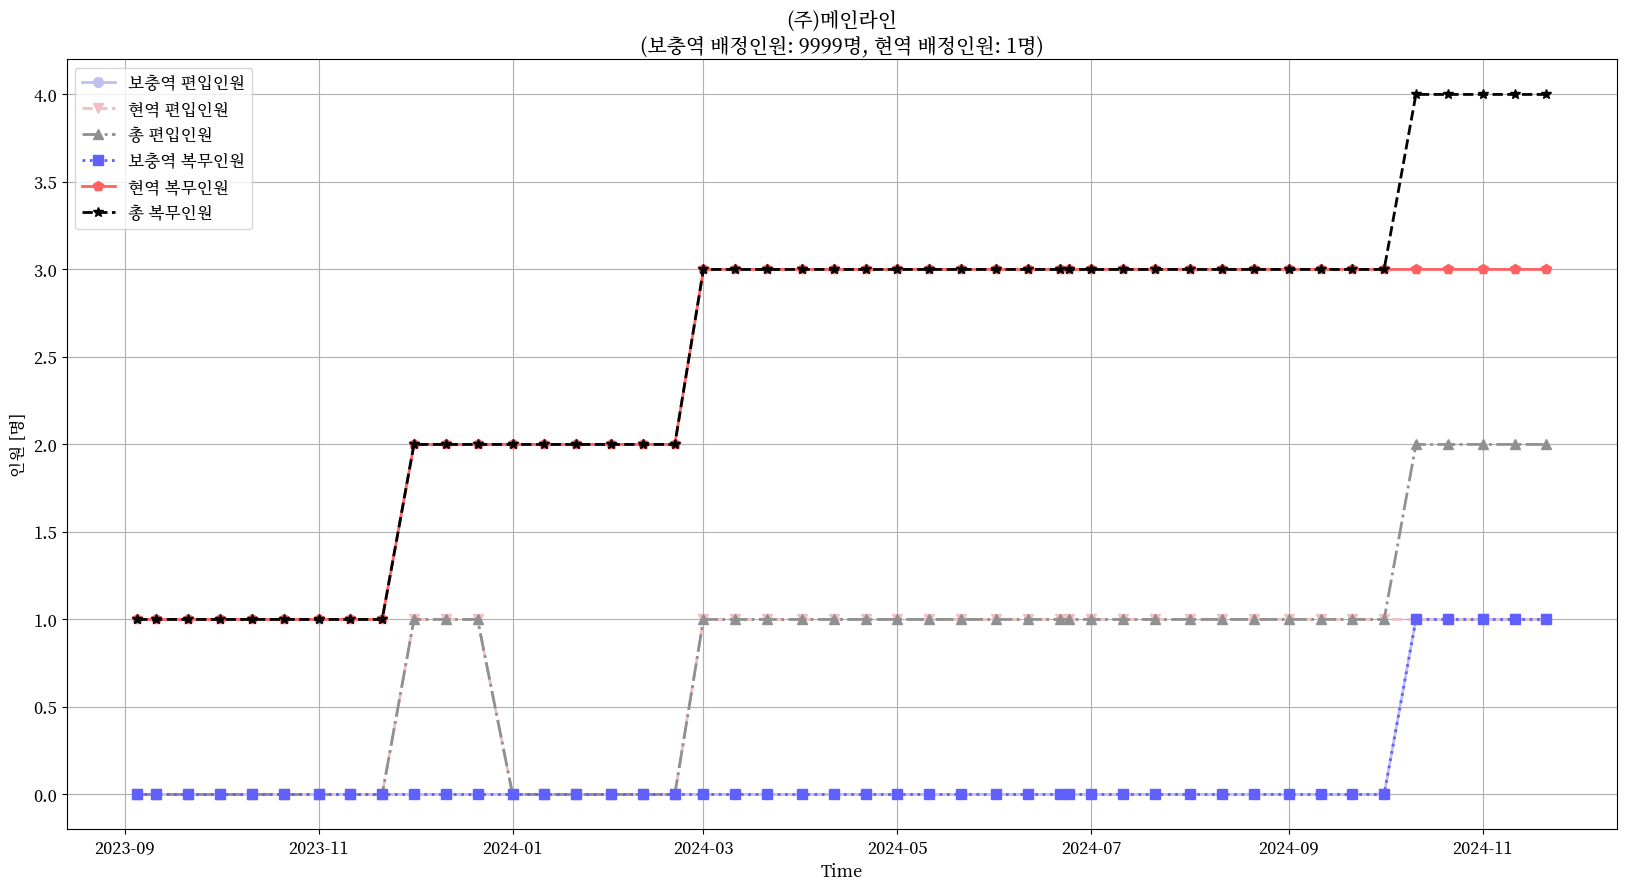 (주)메인라인
(보충역 배정인원: 9999명, 현역 배정인원: 1명)
보충역 편입인원
현역 편입인원
총 편입인원
보충역 복무인원
현역 복무인원
총 복무인원
4.0
3.5
3.0
2.5
2.0
1.5
1.0
0.5
0.0
인원 [명]
2023-09
2023-11
2024-01
2024-03
2024-05
2024-07
2024-09
2024-11
Time